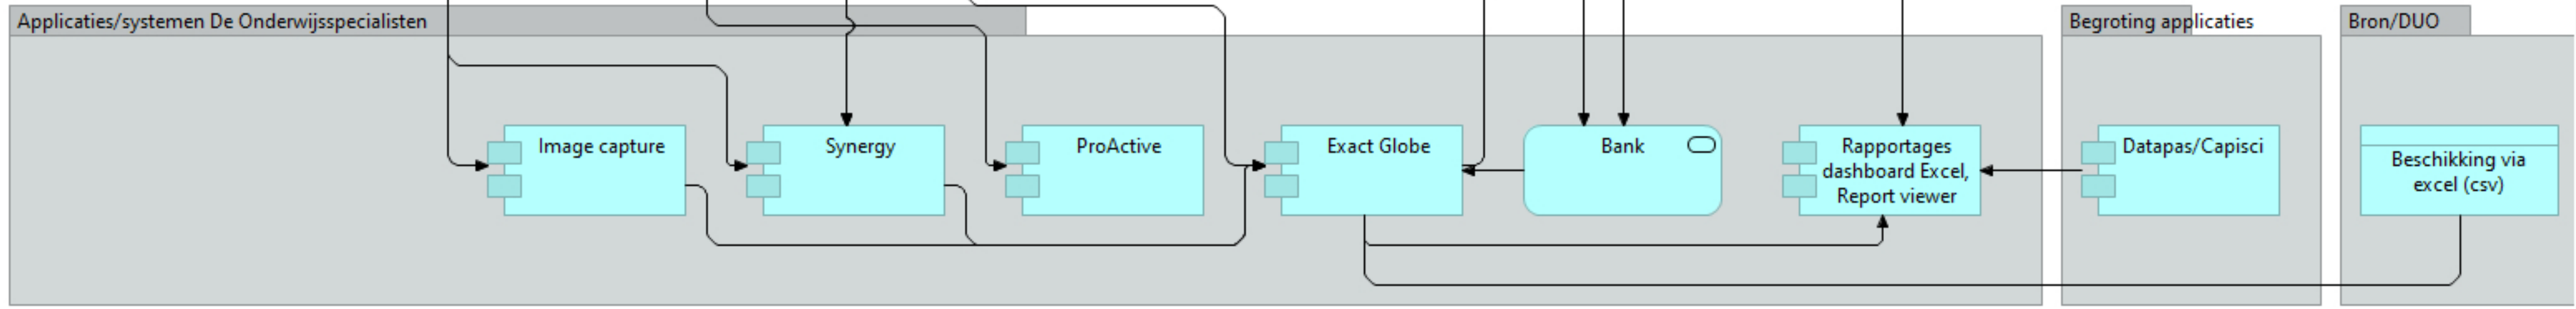 Applicaties/systemen De Onderwijsspecialisten
Begroting applicaties
Bron/DUO
Image capture
Synergy
ProActive
Exact Globe
Bank
Rapportages
dashboard Excel,
Report viewer
Datapas/Capisci
Beschikking via
excel (csv)